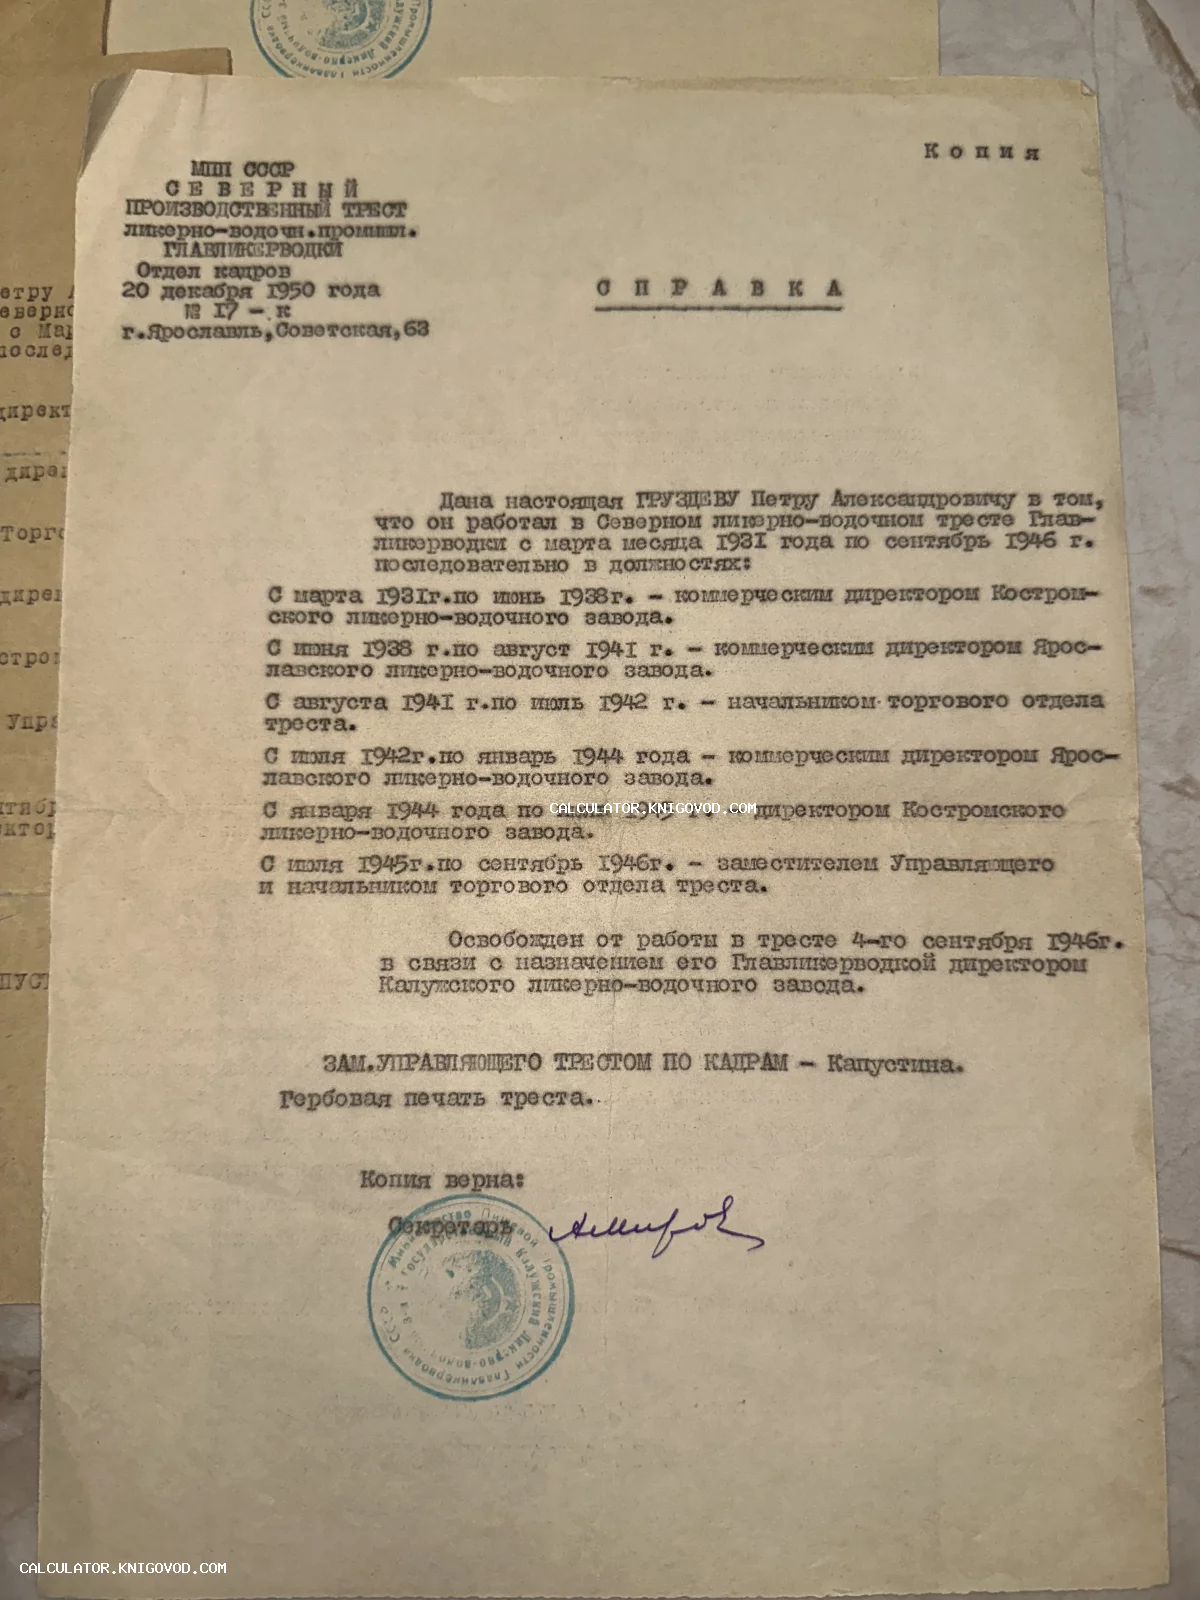 Копия
МПП СССР
СЕВЕРНЫЙ
ПРОИЗВОДСТВЕННЫЙ ТРЕСТ
ликерно-водочн.промышл.
ГЛАВЛИКЕРВОДКИ
Отдел кадров
20 декабря 1950 года
№ 17 - к
г.Ярославль,Советская,63
СПРАВКА
Дана настоящая ГРУЗДЕВУ Петру Александровичу в том,
что он работал в Северном ликерно-водочном тресте Глав-
ликерводки с марта месяца 1931 года по сентябрь 1946 г.
последовательно в должностях:
С марта 1931г.по июнь 1938г. - коммерческим директором Костром-
ского ликерно-водочного завода.
С июня 1938 г.по август 1941 г. - коммерческим директором Ярос-
лавского ликерно-водочного завода.
С августа 1941 г.по июль 1942 г. - начальником торгового отдела
треста.
С июля 1942г.по январь 1944 года - коммерческим директором Ярос-
лавского ликерно-водочного завода.
С января 1944 года по директором Костромского
CALCULATOR.KNIGOVOD.COM
ликерно-водочного завода.
С июля 1945г.по сентябрь 1946г. - заместителем Управляющего
и начальником торгового отдела треста.
Освобожден от работы в тресте 4-го сентября 1946г.
в связи с назначением его Главликерводкой директором
Калужского ликерно-водочного завода.
ЗАМ.УПРАВЛЯЮЩЕГО ТРЕСТОМ ПО КАДРАМ - Капустина.
Гербовая печать треста.
Копия верна:
Секретарь
CALCULATOR.KNIGOVOD.COM